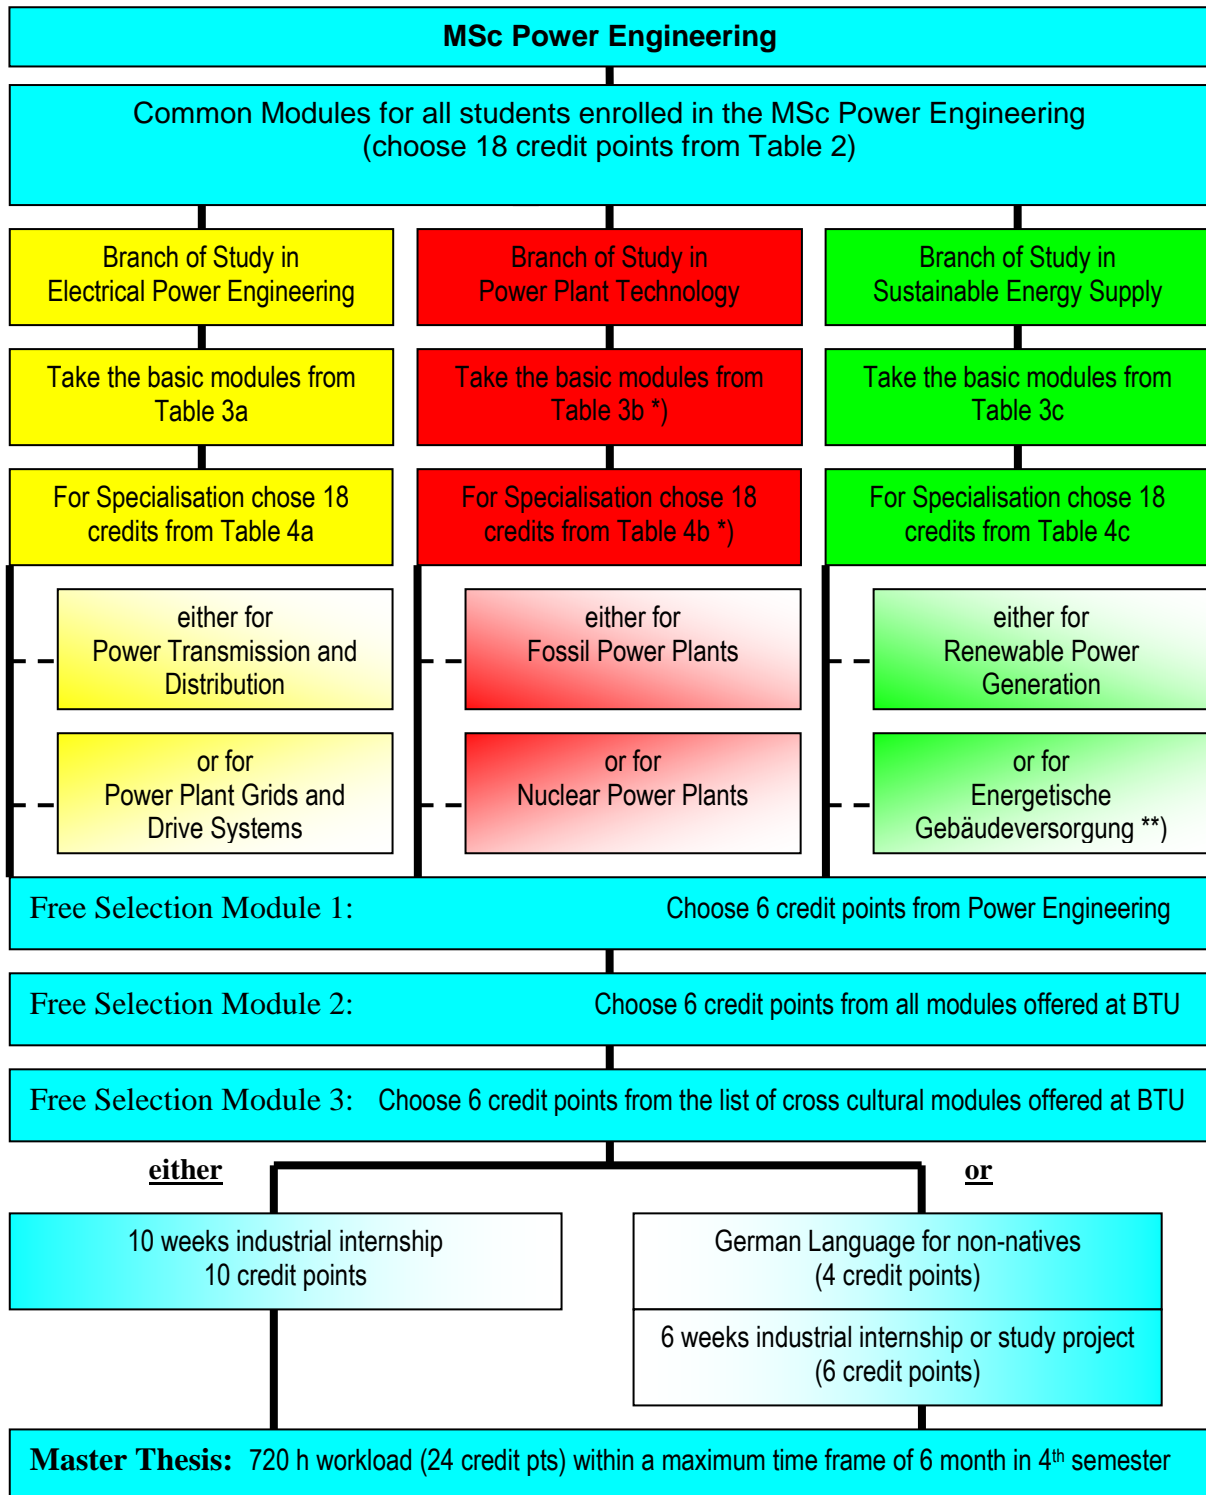 MSc Power Engineering
Common Modules for all students enrolled in the MSc Power Engineering
(choose 18 credit points from Table 2)
Branch of Study in
Electrical Power Engineering
Branch of Study in
Power Plant Technology
Branch of Study in
Sustainable Energy Supply
Take the basic modules from
Table 3a
Take the basic modules from
Table 3b *)
Take the basic modules from
Table 3c
For Specialisation chose 18
credits from Table 4a
For Specialisation chose 18
credits from Table 4b *)
For Specialisation chose 18
credits from Table 4c
either for
Power Transmission and
Distribution
either for
Fossil Power Plants
either for
Renewable Power
Generation
or for
Power Plant Grids and
Drive Systems
or for
Nuclear Power Plants
or for
Energetische
Gebäudeversorgung **)
Free Selection Module 1: Choose 6 credit points from Power Engineering
Free Selection Module 2: Choose 6 credit points from all modules offered at BTU
Free Selection Module 3: Choose 6 credit points from the list of cross cultural modules offered at BTU
either
or
10 weeks industrial internship
10 credit points
German Language for non-natives
(4 credit points)
6 weeks industrial internship or study project
(6 credit points)
Master Thesis: 720 h workload (24 credit pts) within a maximum time frame of 6 month in 4th semester